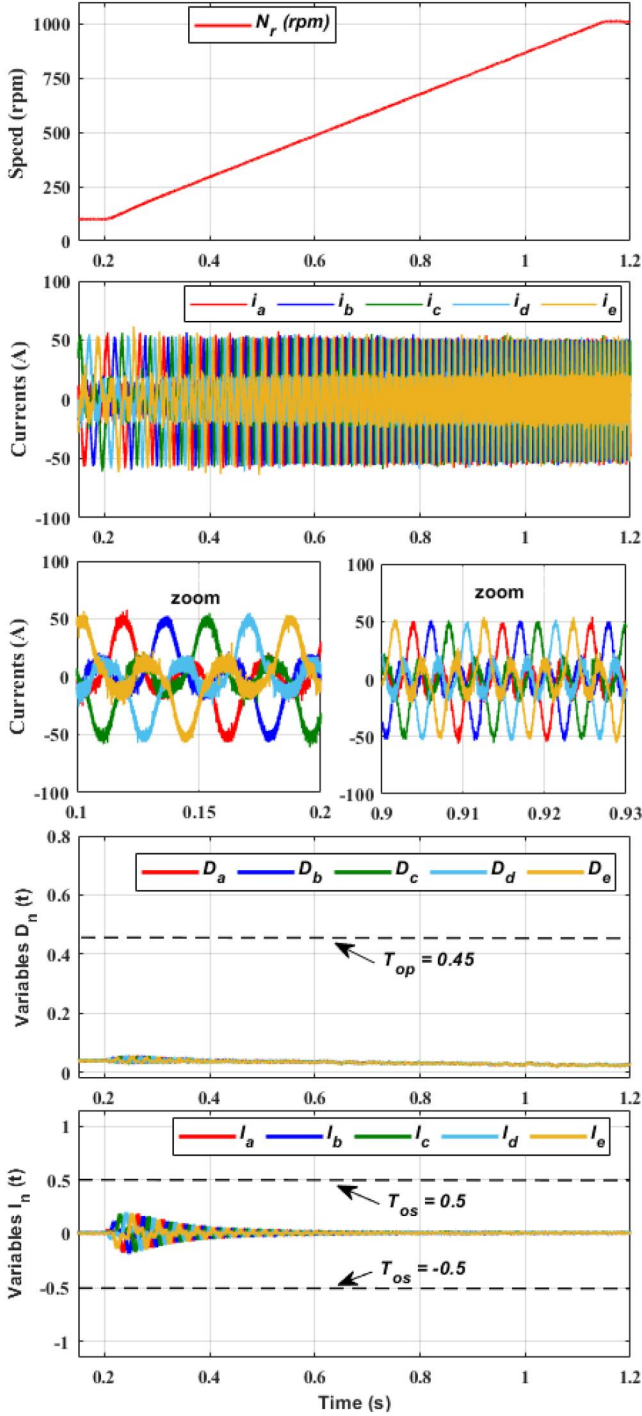 N_r (rpm)
Speed (rpm)
1000
750
500
250
0
0.2 0.4 0.6 0.8 1 1.2
i_a i_b i_c i_d i_e
Currents (A)
100
50
0
-50
-100
0.2 0.4 0.6 0.8 1 1.2
Currents (A)
100
50
0
-50
-100
zoom
0.1 0.15 0.2
100
50
0
-50
-100
zoom
0.9 0.91 0.92 0.93
Variables D_n (t)
0.8
0.6
0.4
0.2
0
D_a D_b D_c D_d D_e
T_op = 0.45
0.2 0.4 0.6 0.8 1 1.2
Variables I_n (t)
1
0.5
0
-0.5
-1
I_a I_b I_c I_d I_e
T_os = 0.5
T_os = -0.5
0.2 0.4 0.6 0.8 1 1.2
Time (s)